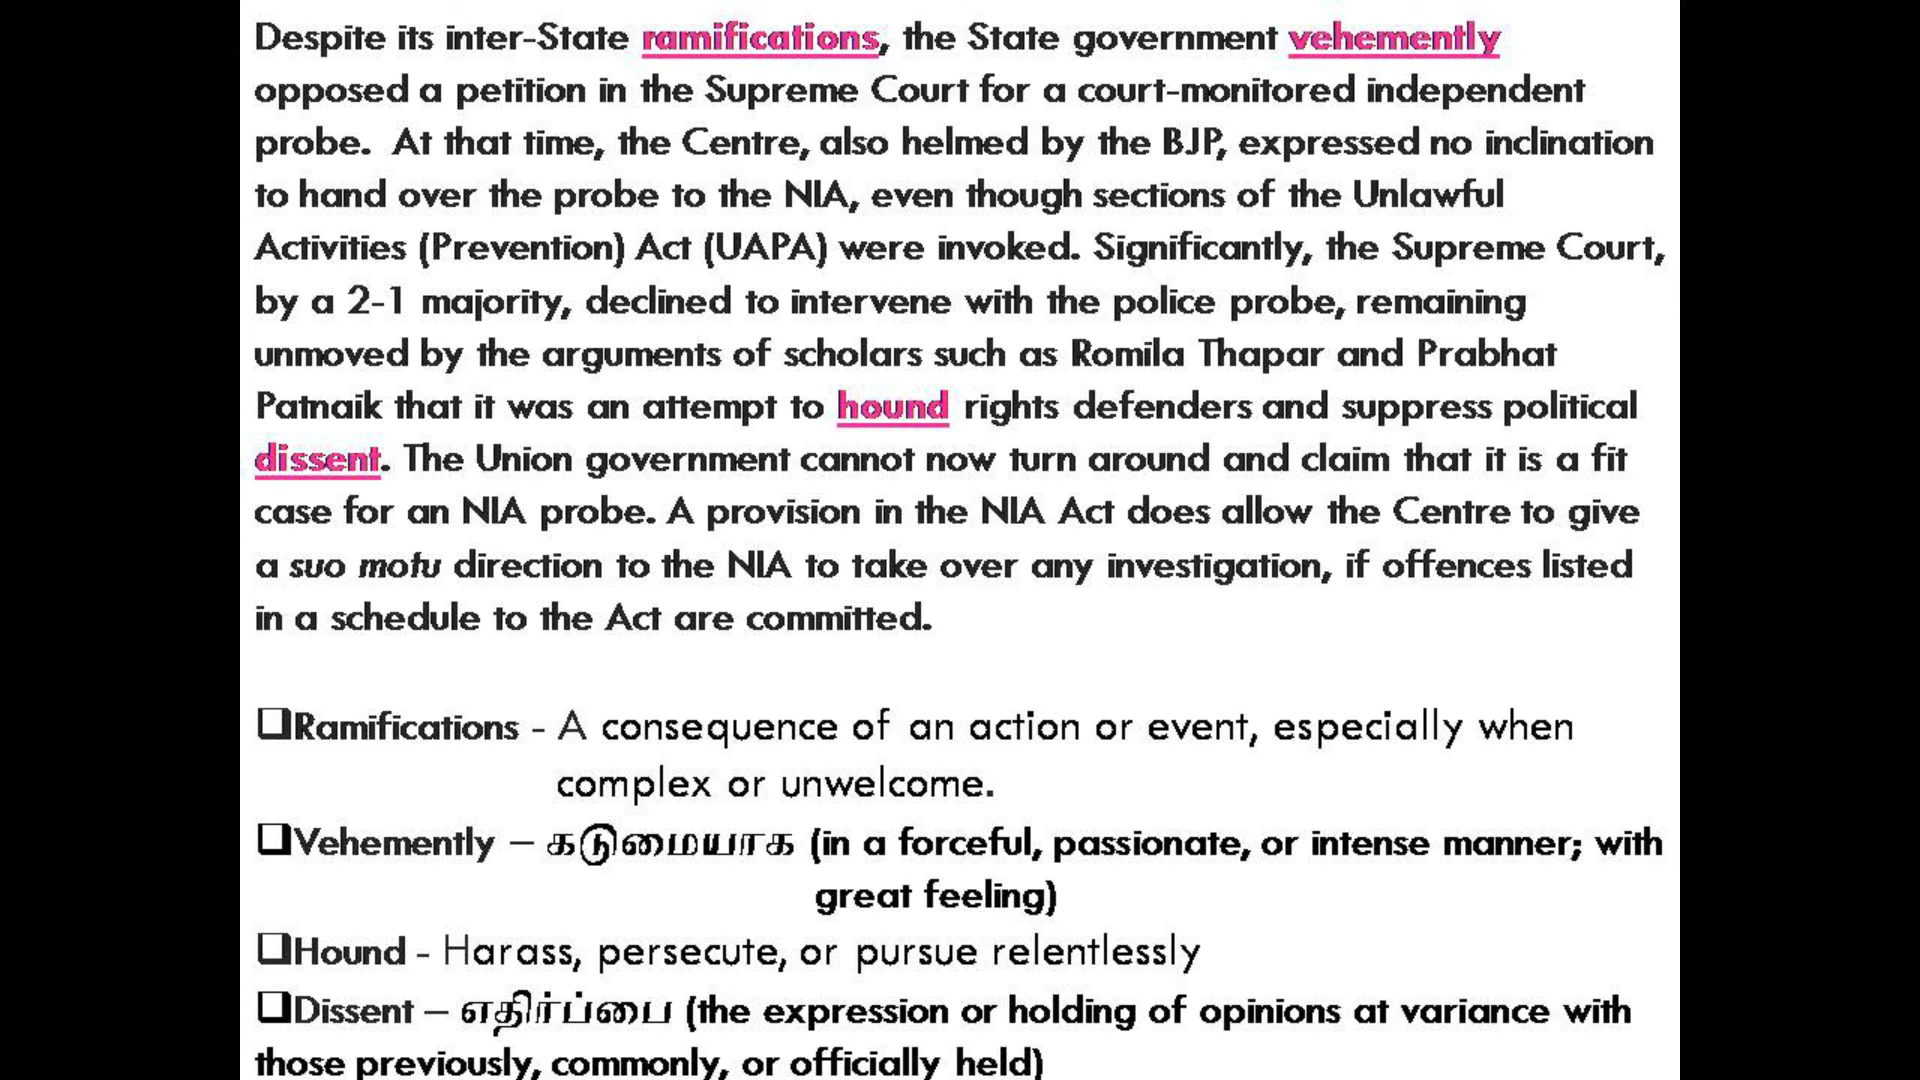 Despite its inter-State ramifications, the State government vehemently
opposed a petition in the Supreme Court for a court-monitored independent
probe.  At that time, the Centre, also helmed by the BJP, expressed no inclination
to hand over the probe to the NIA, even though sections of the Unlawful
Activities (Prevention) Act (UAPA) were invoked. Significantly, the Supreme Court,
by a 2-1 majority, declined to intervene with the police probe, remaining
unmoved by the arguments of scholars such as Romila Thapar and Prabhat
Patnaik that it was an attempt to hound rights defenders and suppress political
dissent. The Union government cannot now turn around and claim that it is a fit
case for an NIA probe. A provision in the NIA Act does allow the Centre to give
a suo motu direction to the NIA to take over any investigation, if offences listed
in a schedule to the Act are committed.
❑Ramifications - A consequence of an action or event, especially when
complex or unwelcome.
❑Vehemently – கடுமையாக (in a forceful, passionate, or intense manner; with
great feeling)
❑Hound - Harass, persecute, or pursue relentlessly
❑Dissent – எதிர்ப்பை (the expression or holding of opinions at variance with
those previously, commonly, or officially held)